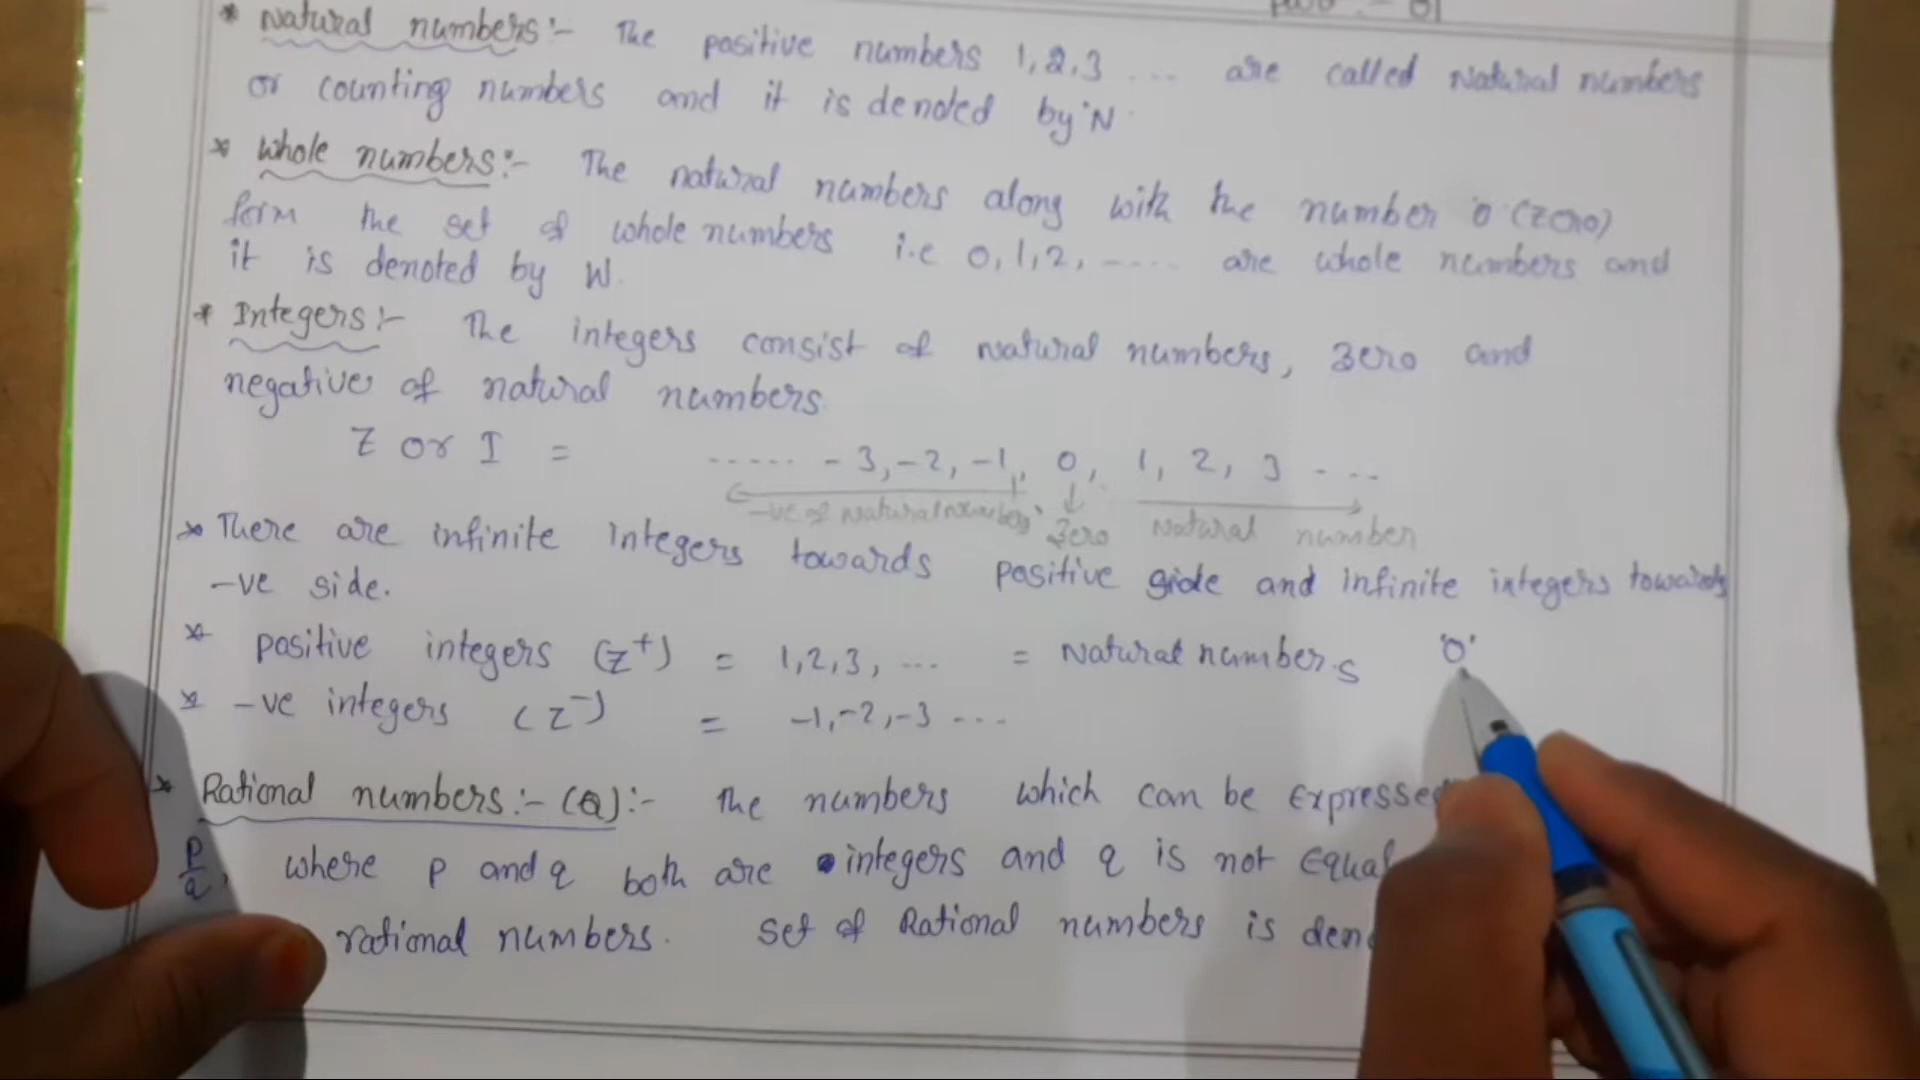 * Natural numbers:- The positive numbers 1,2,3 .... are called Natural numbers
or counting numbers and it is denoted by 'N'
* Whole numbers:- The natural numbers along with the number '0' (zero)
form the set of whole numbers i.e 0,1,2, ..... are whole numbers and
it is denoted by W.
* Integers:- The integers consist of natural numbers, zero and
negative of natural numbers.
Z or I = ...... -3,-2,-1, 0, 1, 2, 3 ....
-ve of natural numbers zero Natural number
* There are infinite integers towards positive side and infinite integers towards
-ve side.
* positive integers (Z+) = 1,2,3, ... = Natural numbers '0'
* -ve integers (Z-) = -1,-2,-3 ....
* Rational numbers:- (Q):- The numbers which can be expressed
p/q, where p and q both are integers and q is not equal
rational numbers. Set of Rational numbers is